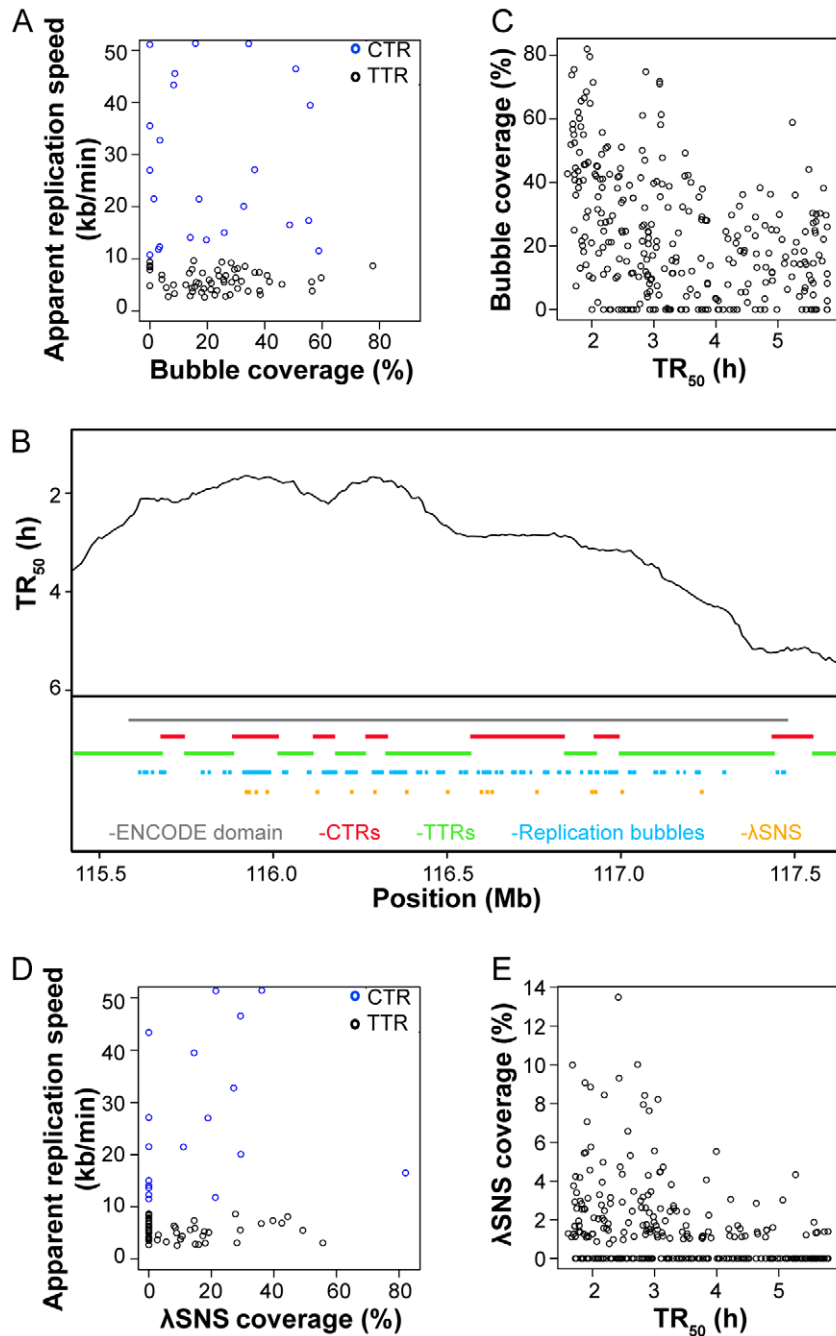 A
Apparent replication speed
(kb/min)
50
40
30
20
10
0
CTR
TTR
0 20 40 60 80
Bubble coverage (%)
C
Bubble coverage (%)
80
60
40
20
0
2 3 4 5
TR50 (h)
B
TR50 (h)
2
4
6
-ENCODE domain -CTRs -TTRs -Replication bubbles -λSNS
115.5 116.0 116.5 117.0 117.5
Position (Mb)
D
Apparent replication speed
(kb/min)
50
40
30
20
10
0
CTR
TTR
0 20 40 60 80
λSNS coverage (%)
E
λSNS coverage (%)
14
12
10
8
6
4
2
0
2 3 4 5
TR50 (h)